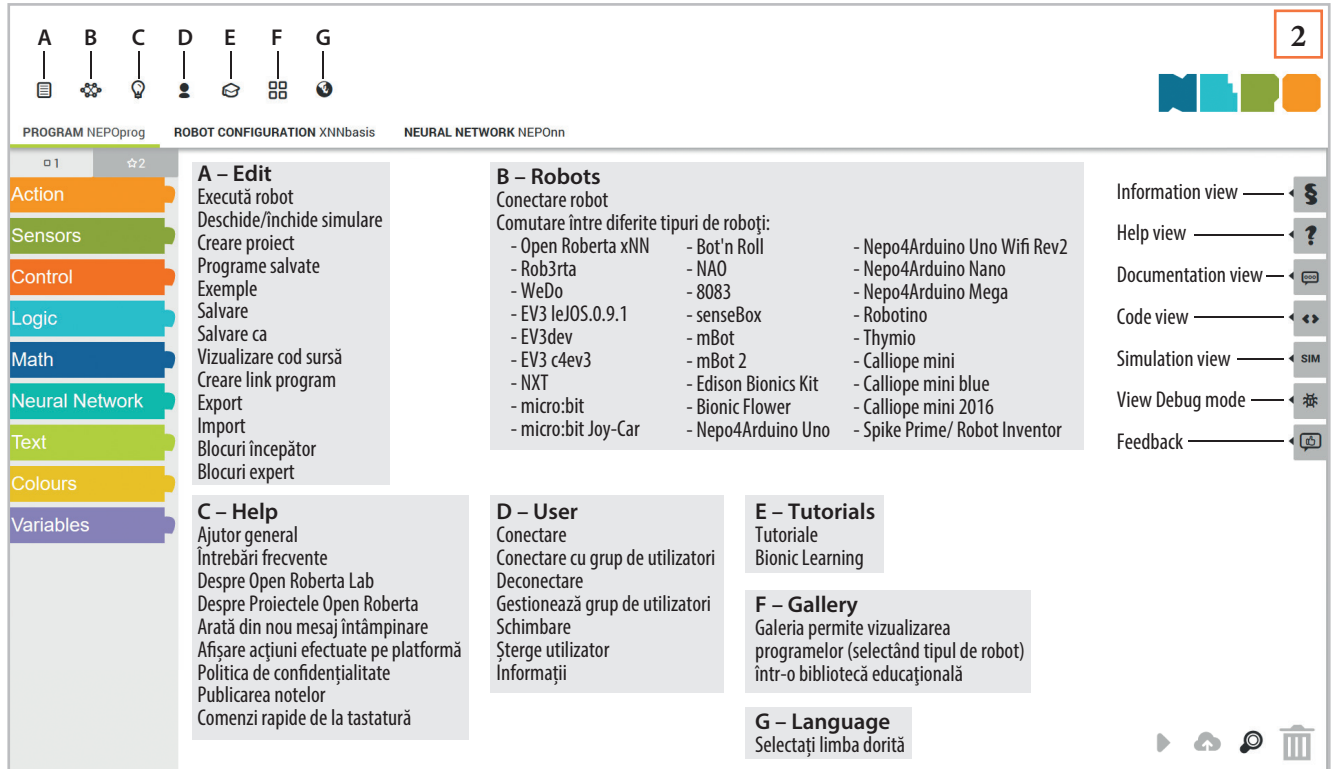 A B C D E F G
2
NEPO
PROGRAM NEPOprog ROBOT CONFIGURATION XNNbasis NEURAL NETWORK NEPOnn
1 2
Action
Sensors
Control
Logic
Math
Neural Network
Text
Colours
Variables
A – Edit
Execută robot
Deschide/închide simulare
Creare proiect
Programe salvate
Exemple
Salvare
Salvare ca
Vizualizare cod sursă
Creare link program
Export
Import
Blocuri începător
Blocuri expert
B – Robots
Conectare robot
Comutare între diferite tipuri de roboţi:
- Open Roberta xNN
- Rob3rta
- WeDo
- EV3 leJOS.0.9.1
- EV3dev
- EV3 c4ev3
- NXT
- micro:bit
- micro:bit Joy-Car
- Bot'n Roll
- NAO
- 8083
- senseBox
- mBot
- mBot 2
- Edison Bionics Kit
- Bionic Flower
- Nepo4Arduino Uno
- Nepo4Arduino Uno Wifi Rev2
- Nepo4Arduino Nano
- Nepo4Arduino Mega
- Robotino
- Thymio
- Calliope mini
- Calliope mini blue
- Calliope mini 2016
- Spike Prime/ Robot Inventor
Information view §
Help view ?
Documentation view
Code view
Simulation view SIM
View Debug mode
Feedback
C – Help
Ajutor general
Întrebări frecvente
Despre Open Roberta Lab
Despre Proiectele Open Roberta
Arată din nou mesaj întâmpinare
Afișare acţiuni efectuate pe platformă
Politica de confidențialitate
Publicarea notelor
Comenzi rapide de la tastatură
D – User
Conectare
Conectare cu grup de utilizatori
Deconectare
Gestionează grup de utilizatori
Schimbare
Șterge utilizator
Informații
E – Tutorials
Tutoriale
Bionic Learning
F – Gallery
Galeria permite vizualizarea
programelor (selectând tipul de robot)
într-o bibliotecă educaţională
G – Language
Selectați limba dorită